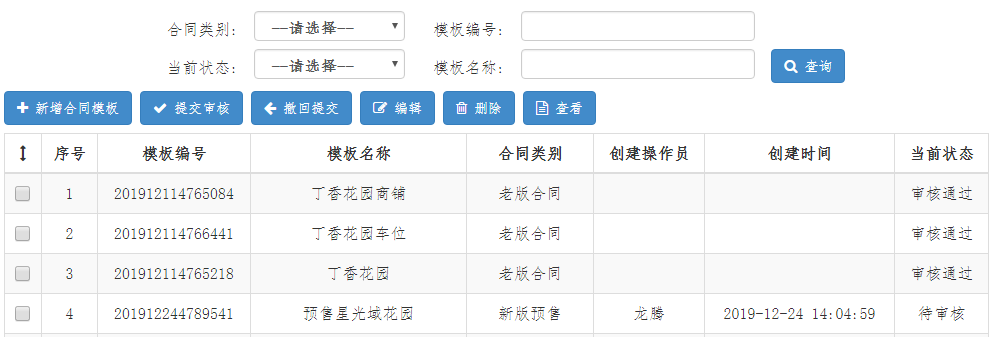 合同类别： --请选择-- 模板编号：
当前状态： --请选择-- 模板名称： 查询
新增合同模板 提交审核 撤回提交 编辑 删除 查看
序号 模板编号 模板名称 合同类别 创建操作员 创建时间 当前状态
1 201912114765084 丁香花园商铺 老版合同 审核通过
2 201912114766441 丁香花园车位 老版合同 审核通过
3 201912114765218 丁香花园 老版合同 审核通过
4 201912244789541 预售星光域花园 新版预售 龙腾 2019-12-24 14:04:59 待审核